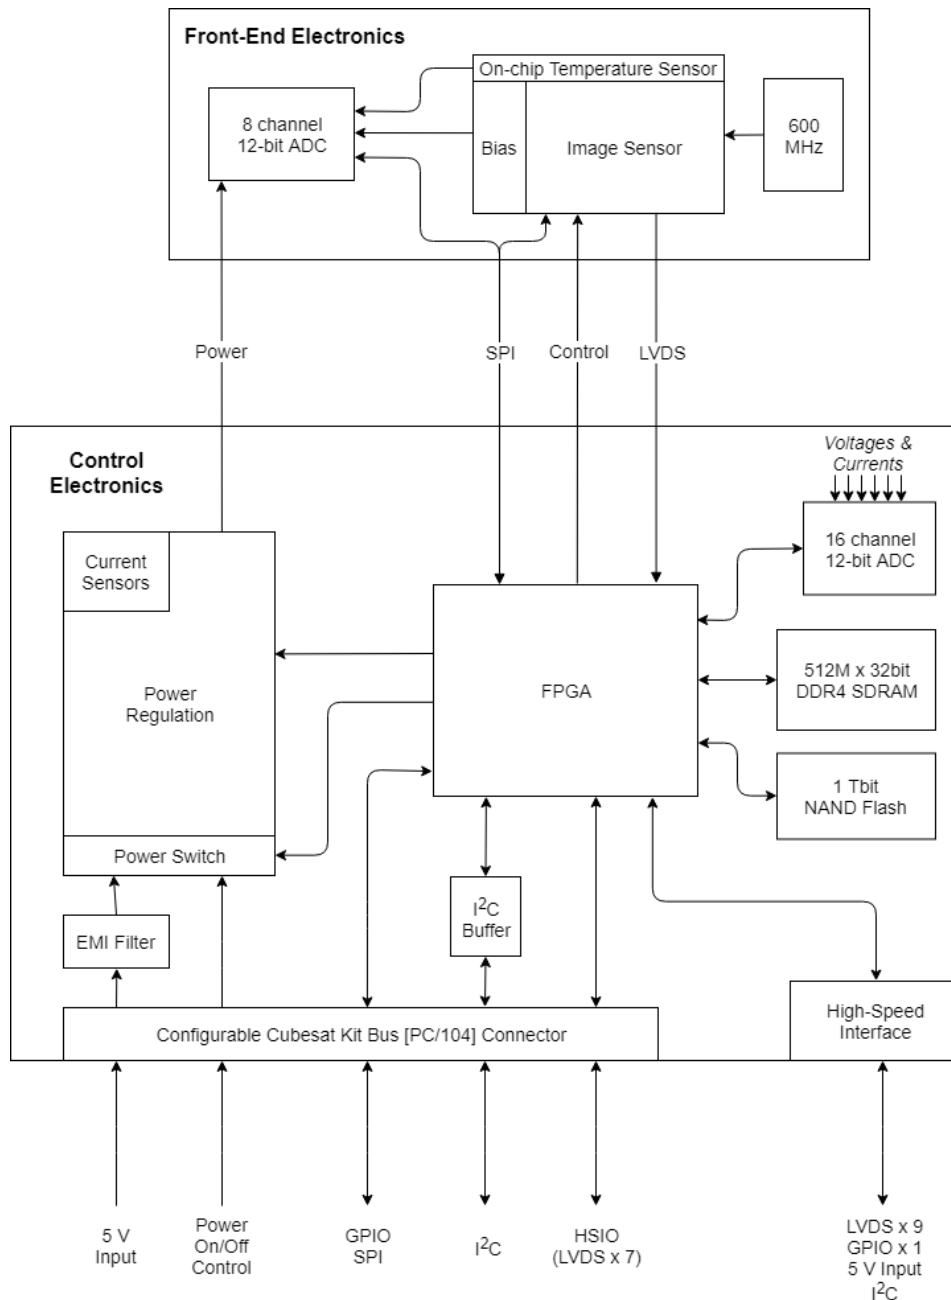 Front-End Electronics
On-chip Temperature Sensor
8 channel
12-bit ADC
Bias
Image Sensor
600
MHz
Power
SPI
Control
LVDS
Control
Electronics
Voltages &
Currents
Current
Sensors
16 channel
12-bit ADC
Power
Regulation
FPGA
512M x 32bit
DDR4 SDRAM
1 Tbit
NAND Flash
Power Switch
I²C
Buffer
EMI Filter
Configurable Cubesat Kit Bus [PC/104] Connector
High-Speed
Interface
5 V
Input
Power
On/Off
Control
GPIO
SPI
I²C
HSIO
(LVDS x 7)
LVDS x 9
GPIO x 1
5 V Input
I²C